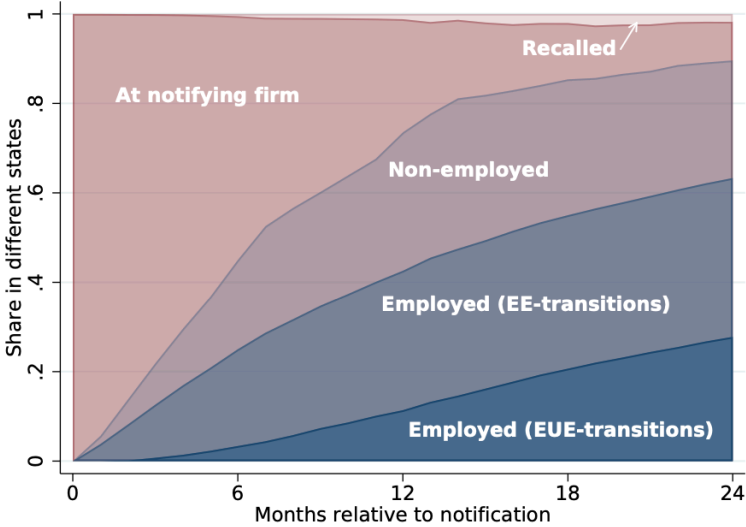 Share in different states
1
.8
.6
.4
.2
0
Recalled
At notifying firm
Non-employed
Employed (EE-transitions)
Employed (EUE-transitions)
0 6 12 18 24
Months relative to notification